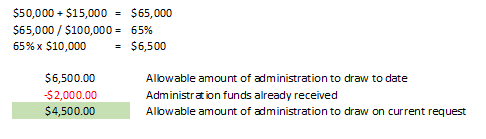 $50,000 + $15,000 = $65,000
$65,000 / $100,000 = 65%
65% x $10,000 = $6,500
$6,500.00 Allowable amount of administration to draw to date
-$2,000.00 Administration funds already received
$4,500.00 Allowable amount of administration to draw on current request